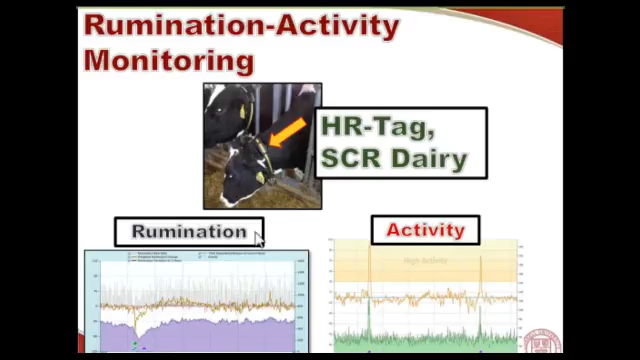 Rumination-Activity
Monitoring
HR-Tag,
SCR Dairy
Rumination
Activity
High Activity